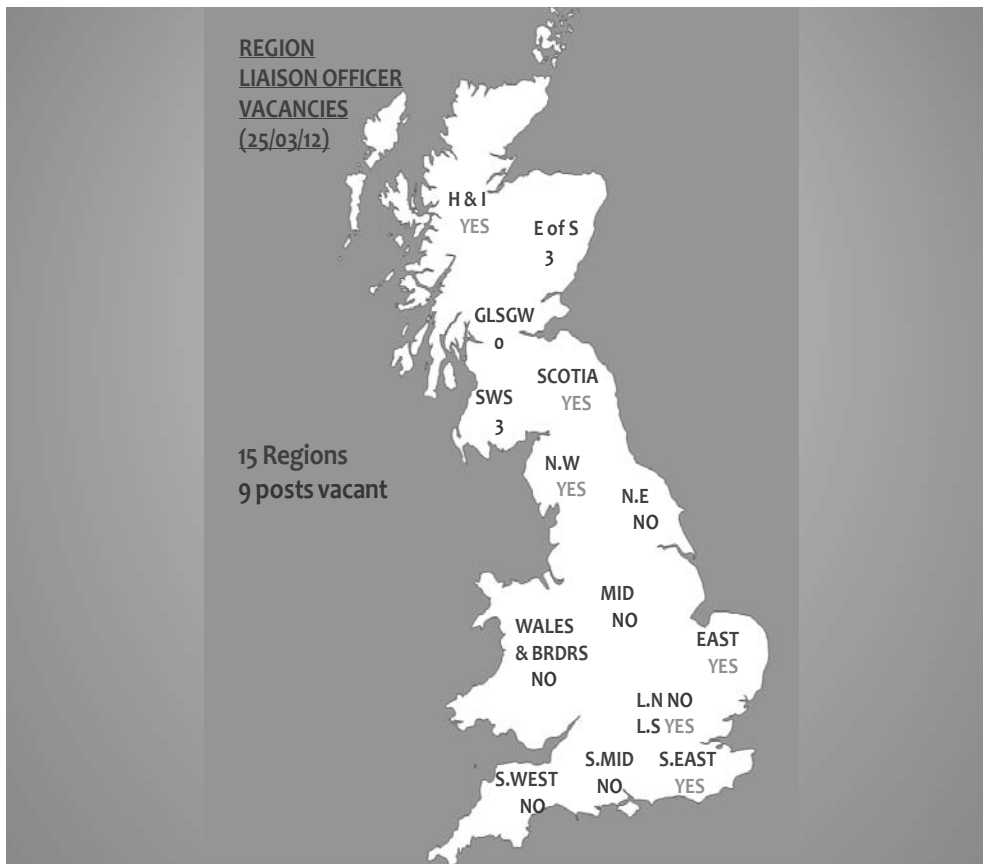 REGION
LIAISON OFFICER
VACANCIES
(25/03/12)
H & I
YES
E of S
3
GLSGW
0
SCOTIA
YES
SWS
3
15 Regions
9 posts vacant
N.W
YES
N.E
NO
MID
NO
WALES
& BRDRS
NO
EAST
YES
L.N NO
L.S YES
S.MID
NO
S.EAST
YES
S.WEST
NO